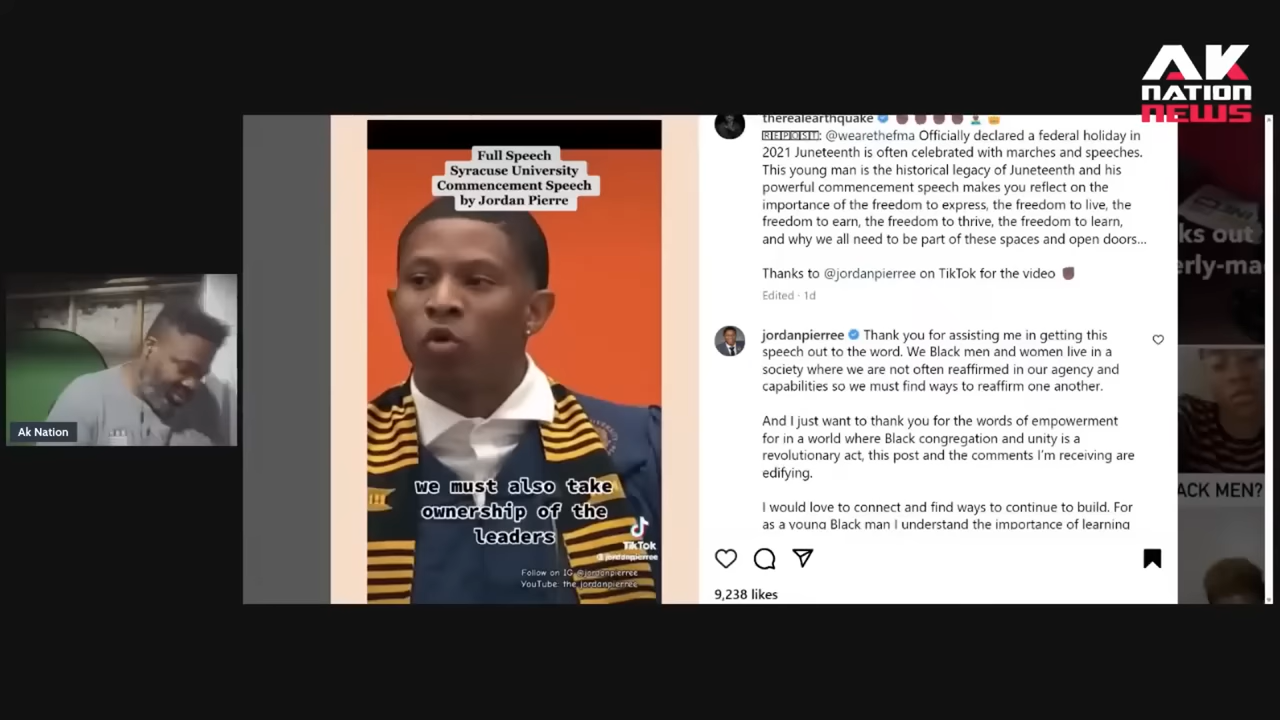 AK
NATION
NEWS
Full Speech
Syracuse University
Commencement Speech
by Jordan Pierre
we must also take
ownership of the
leaders
TikTok
@jordanpierree
Follow on IG @jordanpierree
YouTube: the_jordanpierree
Ak Nation
therealearthquake
REPOST: @wearethefma Officially declared a federal holiday in
2021 Juneteenth is often celebrated with marches and speeches.
This young man is the historical legacy of Juneteenth and his
powerful commencement speech makes you reflect on the
importance of the freedom to express, the freedom to live, the
freedom to earn, the freedom to thrive, the freedom to learn,
and why we all need to be part of these spaces and open doors...
Thanks to @jordanpierree on TikTok for the video
Edited · 1d
jordanpierree Thank you for assisting me in getting this
speech out to the word. We Black men and women live in a
society where we are not often reaffirmed in our agency and
capabilities so we must find ways to reaffirm one another.
And I just want to thank you for the words of empowerment
for in a world where Black congregation and unity is a
revolutionary act, this post and the comments I'm receiving are
edifying.
I would love to connect and find ways to continue to build. For
as a young Black man I understand the importance of learning
9,238 likes
ks out
erly-ma
ACK MEN?